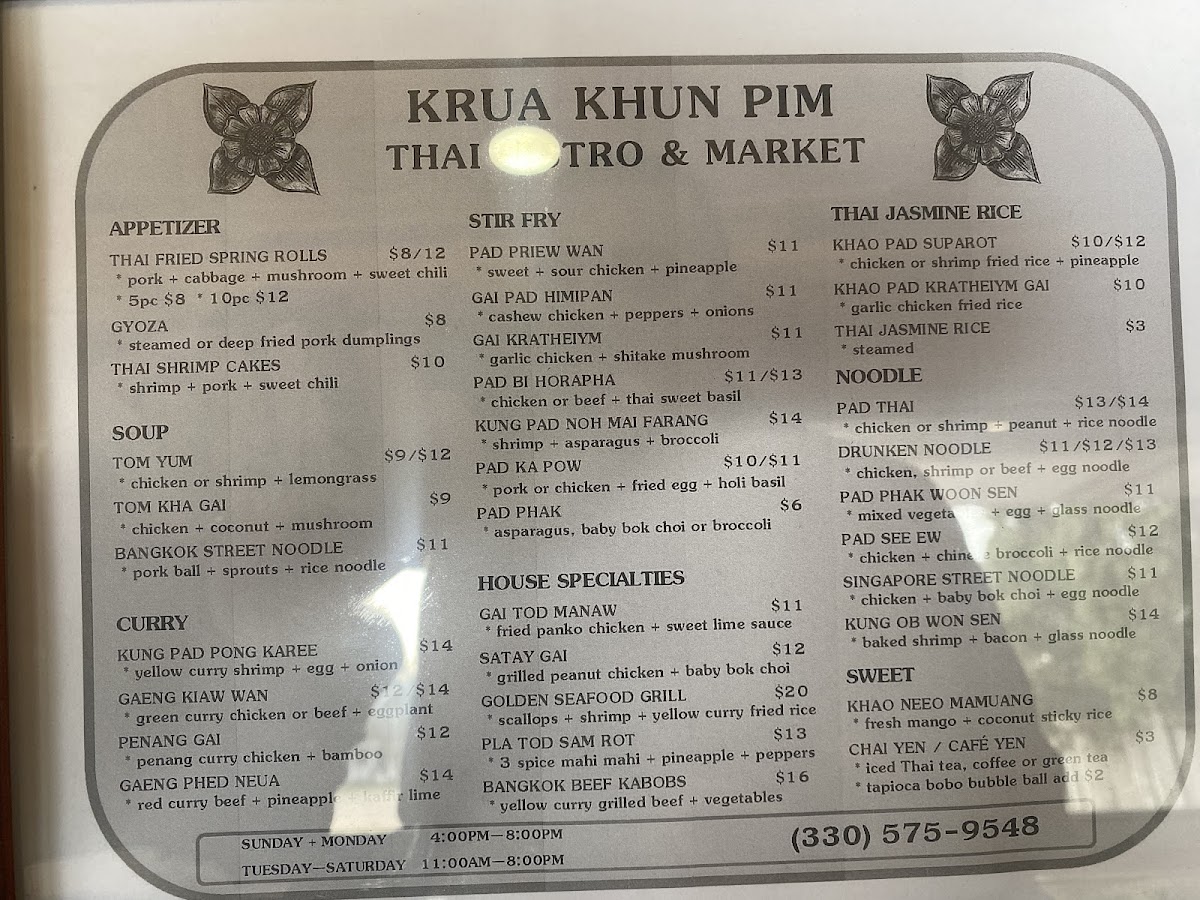 KRUA KHUN PIM
THAI TRO & MARKET
APPETIZER
THAI FRIED SPRING ROLLS $8/12
* pork + cabbage + mushroom + sweet chili
* 5pc $8 * 10pc $12
GYOZA $8
* steamed or deep fried pork dumplings
THAI SHRIMP CAKES $10
* shrimp + pork + sweet chili
SOUP
TOM YUM $9/$12
* chicken or shrimp + lemongrass
TOM KHA GAI $9
* chicken + coconut + mushroom
BANGKOK STREET NOODLE $11
* pork ball + sprouts + rice noodle
CURRY
KUNG PAD PONG KAREE $14
* yellow curry shrimp + egg + onion
GAENG KIAW WAN $12/$14
* green curry chicken or beef + eggplant
PENANG GAI $12
* penang curry chicken + bamboo
GAENG PHED NEUA $14
* red curry beef + pineapple + kaffir lime
STIR FRY
PAD PRIEW WAN $11
* sweet + sour chicken + pineapple
GAI PAD HIMIPAN $11
* cashew chicken + peppers + onions
GAI KRATHEIYM $11
* garlic chicken + shitake mushroom
PAD BI HORAPHA $11/$13
* chicken or beef + thai sweet basil
KUNG PAD NOH MAI FARANG $14
* shrimp + asparagus + broccoli
PAD KA POW $10/$11
* pork or chicken + fried egg + holi basil
PAD PHAK $6
* asparagus, baby bok choi or broccoli
HOUSE SPECIALTIES
GAI TOD MANAW $11
* fried panko chicken + sweet lime sauce
SATAY GAI $12
* grilled peanut chicken + baby bok choi
GOLDEN SEAFOOD GRILL $20
* scallops + shrimp + yellow curry fried rice
PLA TOD SAM ROT $13
* 3 spice mahi mahi + pineapple + peppers
BANGKOK BEEF KABOBS $16
* yellow curry grilled beef + vegetables
THAI JASMINE RICE
KHAO PAD SUPAROT $10/$12
* chicken or shrimp fried rice + pineapple
KHAO PAD KRATHEIYM GAI $10
* garlic chicken fried rice
THAI JASMINE RICE $3
* steamed
NOODLE
PAD THAI $13/$14
* chicken or shrimp + peanut + rice noodle
DRUNKEN NOODLE $11/$12/$13
* chicken, shrimp or beef + egg noodle
PAD PHAK WOON SEN $11
* mixed + egg + glass noodle
PAD SEE EW $12
* chicken + broccoli + rice noodle
SINGAPORE STREET NOODLE $11
* chicken + baby bok choi + egg noodle
KUNG OB WON SEN $14
* baked shrimp + bacon + glass noodle
SWEET
KHAO NEEO MAMUANG $8
* fresh mango + coconut sticky rice
CHAI YEN / CAFÉ YEN $3
* iced Thai tea, coffee or green tea
* tapioca bobo bubble ball add $2
SUNDAY + MONDAY 4:00PM—8:00PM
TUESDAY—SATURDAY 11:00AM—8:00PM
(330) 575-9548